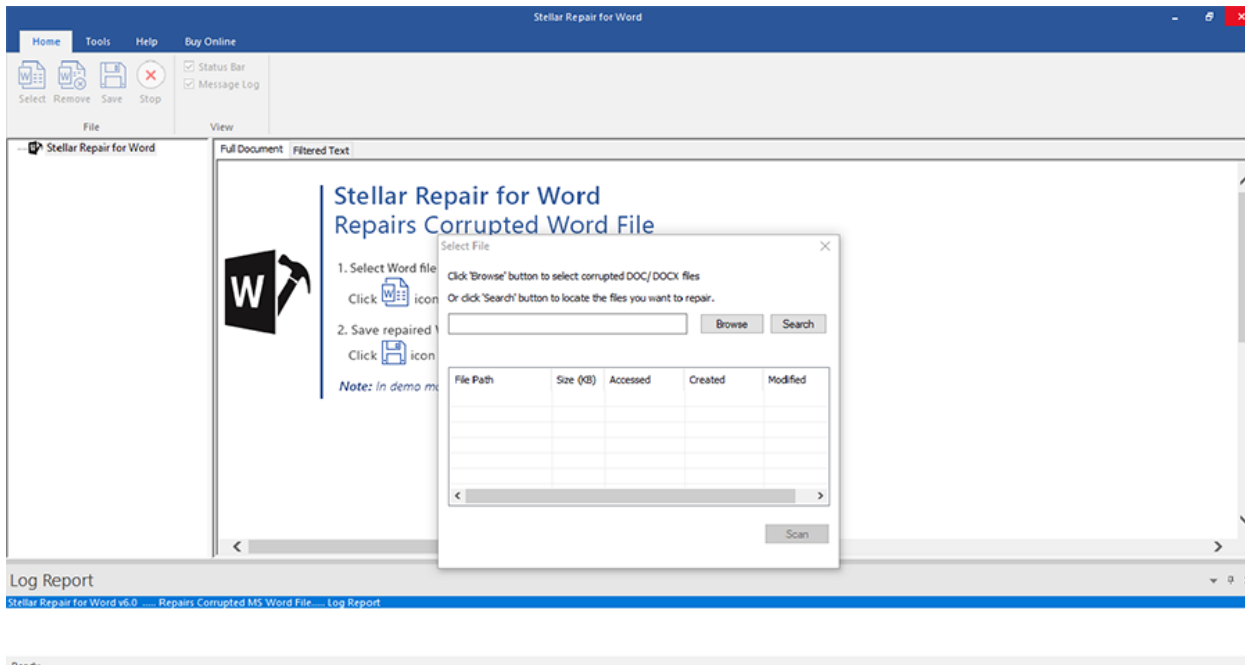 Stellar Repair for Word
Home Tools Help Buy Online
Select Remove Save Stop
Status Bar
Message Log
File View
Stellar Repair for Word
Full Document Filtered Text
Stellar Repair for Word
Repairs Corrupted Word File
W
1. Select Word file
Click icon
2. Save repaired
Click icon
Note: In demo
Select File
Click 'Browse' button to select corrupted DOC/DOCX files
Or click 'Search' button to locate the files you want to repair.
Browse Search
File Path Size (KB) Accessed Created Modified
Scan
Log Report
Stellar Repair for Word v6.0 ..... Repairs Corrupted MS Word File..... Log Report